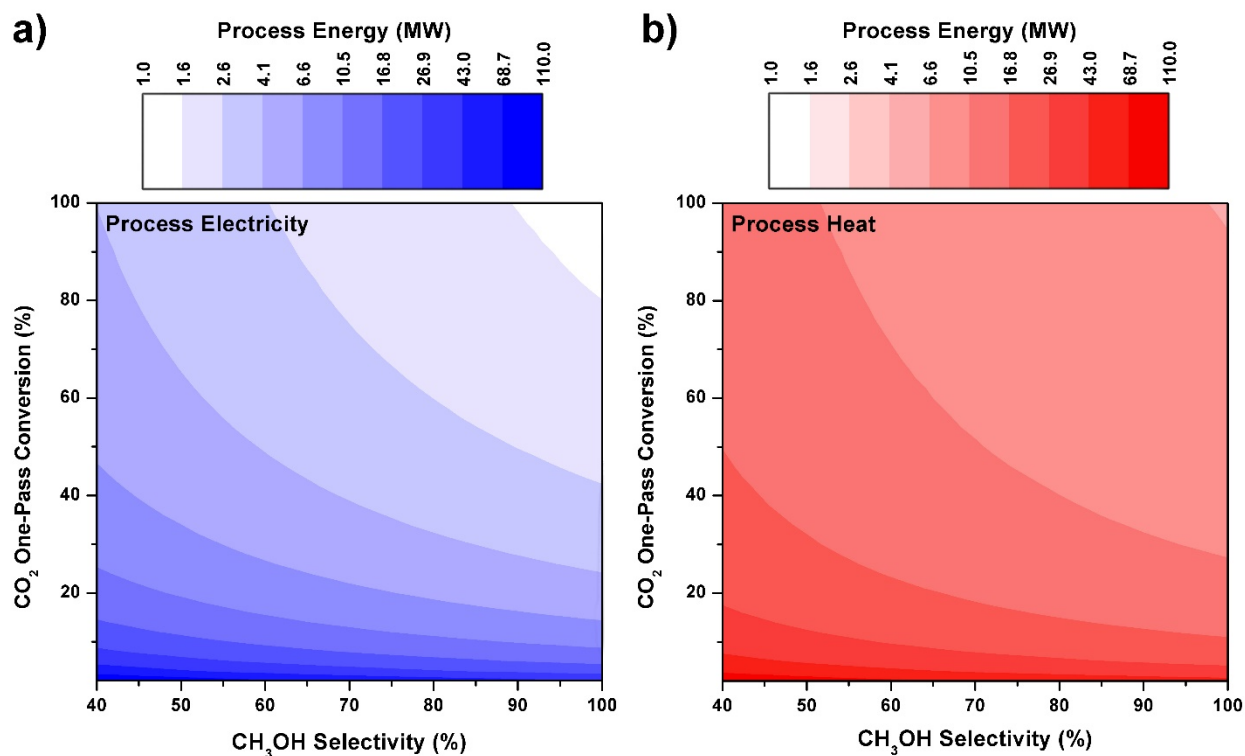 a)
Process Energy (MW)
1.0 1.6 2.6 4.1 6.6 10.5 16.8 26.9 43.0 68.7 110.0
Process Electricity
100
80
60
40
20
CO₂ One-Pass Conversion (%)
40 50 60 70 80 90 100
CH₃OH Selectivity (%)
b)
Process Energy (MW)
1.0 1.6 2.6 4.1 6.6 10.5 16.8 26.9 43.0 68.7 110.0
Process Heat
100
80
60
40
20
CO₂ One-Pass Conversion (%)
40 50 60 70 80 90 100
CH₃OH Selectivity (%)